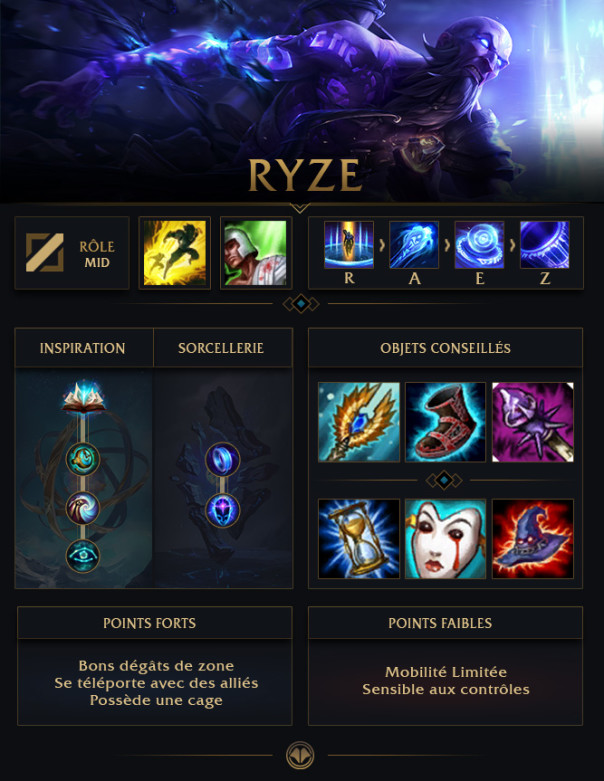 RYZE
RÔLE
MID
R
A
E
Z
INSPIRATION
SORCELLERIE
OBJETS CONSEILLÉS
POINTS FORTS
Bons dégâts de zone
Se téléporte avec des alliés
Possède une cage
POINTS FAIBLES
Mobilité Limitée
Sensible aux contrôles